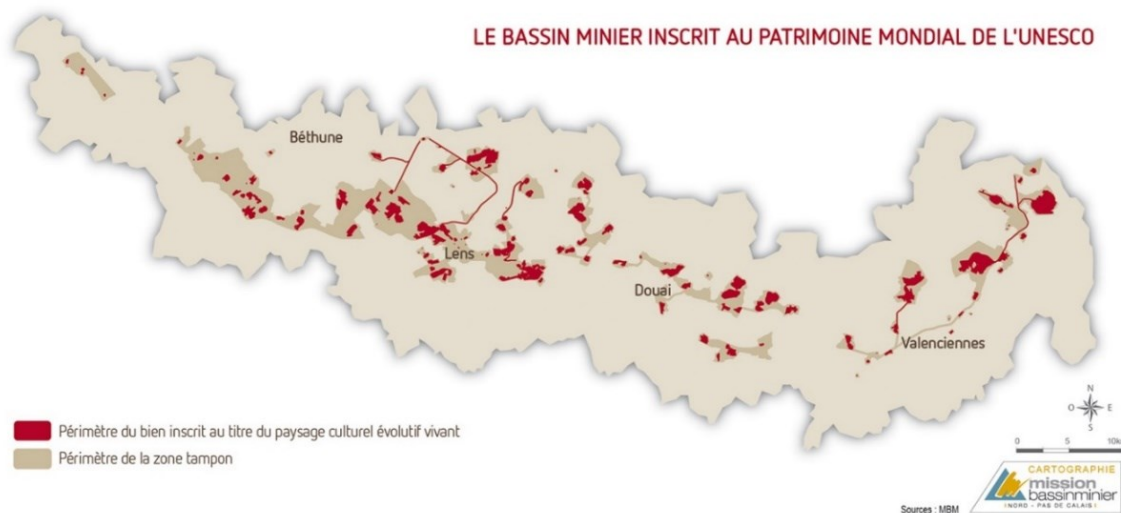 LE BASSIN MINIER INSCRIT AU PATRIMOINE MONDIAL DE L'UNESCO
Béthune
Lens
Douai
Valenciennes
Périmètre du bien inscrit au titre du paysage culturel évolutif vivant
Périmètre de la zone tampon
N
O E
S
0 5 10km
CARTOGRAPHIE
mission
bassinminier
NORD - PAS DE CALAIS
Sources : MBM